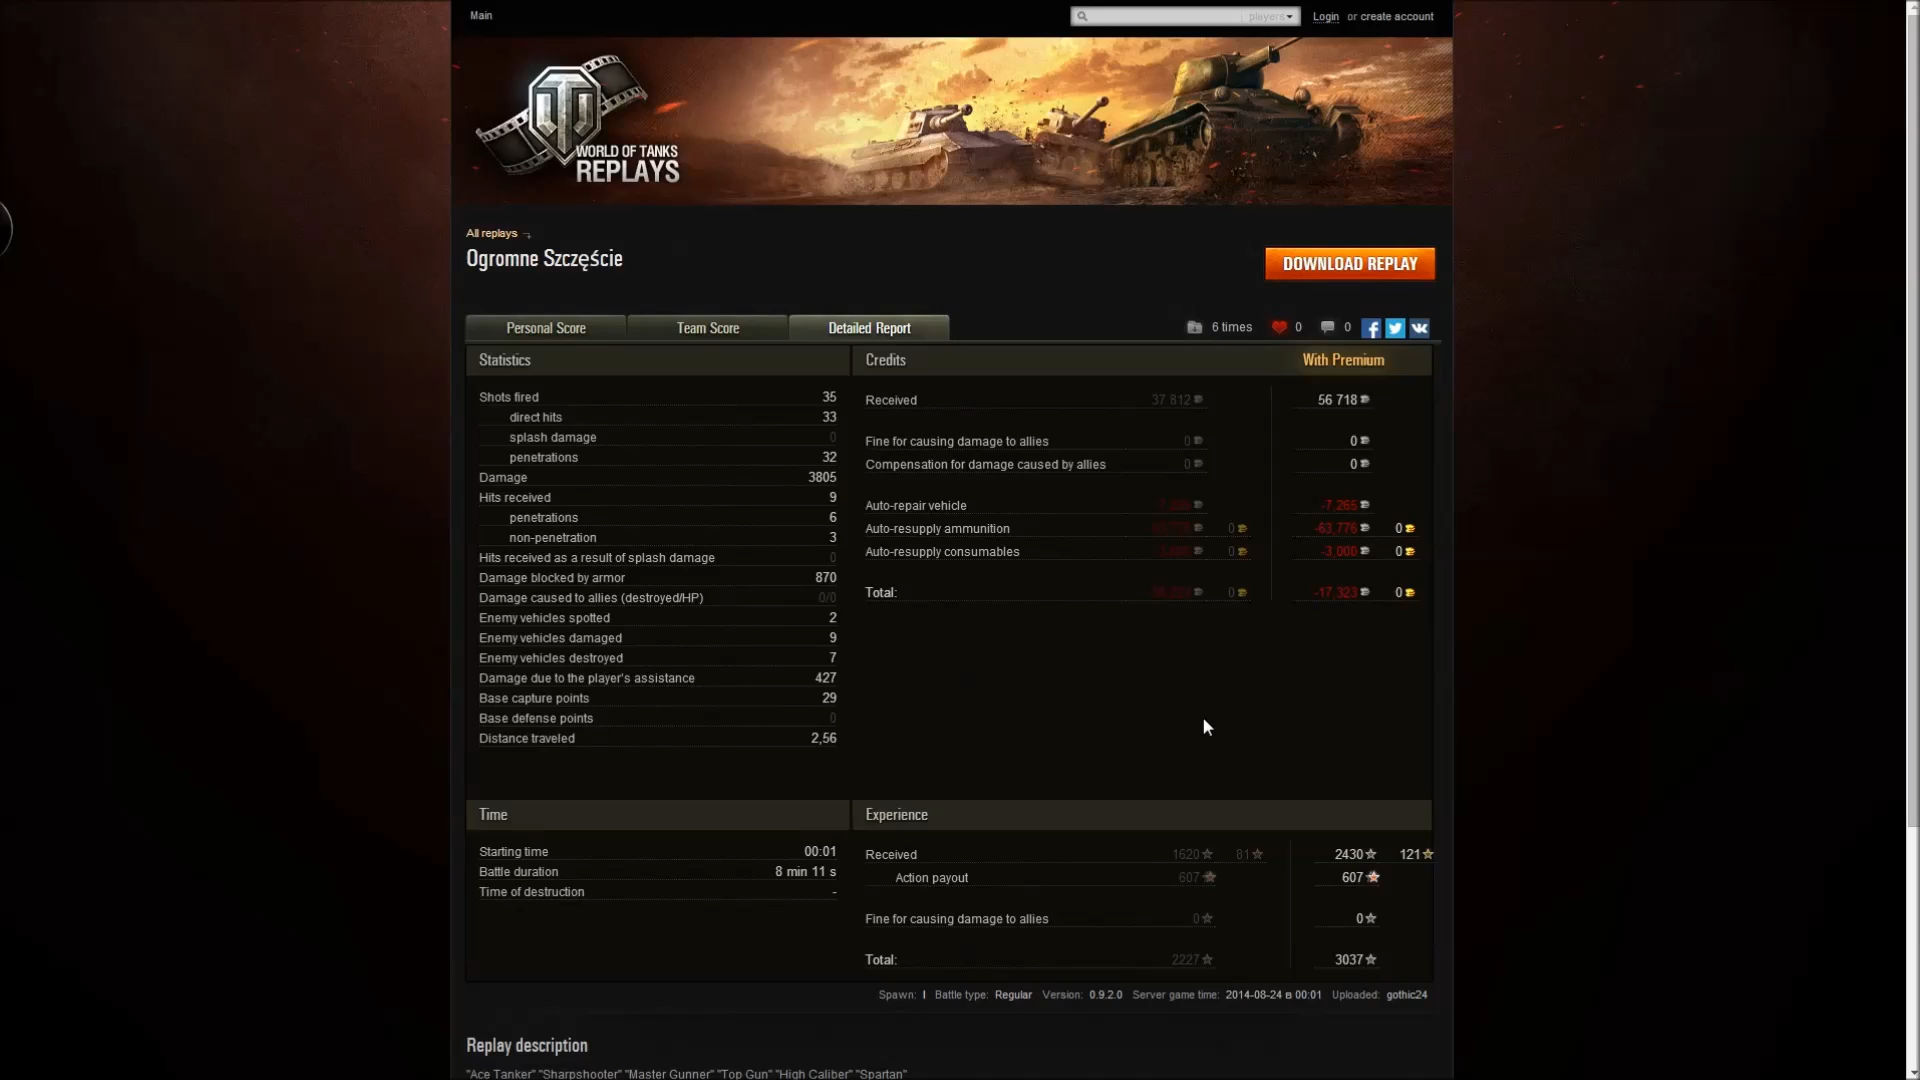 Main
players
Login or create account
WORLD OF TANKS
REPLAYS
All replays
Ogromne Szczęście
DOWNLOAD REPLAY
Personal Score
Team Score
Detailed Report
6 times
0
0
Statistics
Shots fired 35
direct hits 33
splash damage 0
penetrations 32
Damage 3805
Hits received 9
penetrations 6
non-penetration 3
Hits received as a result of splash damage 0
Damage blocked by armor 870
Damage caused to allies (destroyed/HP) 0/0
Enemy vehicles spotted 2
Enemy vehicles damaged 9
Enemy vehicles destroyed 7
Damage due to the player's assistance 427
Base capture points 29
Base defense points 0
Distance traveled 2,56
Credits With Premium
Received 37 812 56 718
Fine for causing damage to allies 0 0
Compensation for damage caused by allies 0 0
Auto-repair vehicle -7,265
Auto-resupply ammunition 0 -63,776 0
Auto-resupply consumables 0 -3,000 0
Total: 0 -17,323 0
Time
Starting time 00:01
Battle duration 8 min 11 s
Time of destruction -
Experience
Received 1620 81 2430 121
Action payout 607 607
Fine for causing damage to allies 0 0
Total: 2227 3037
Spawn: I Battle type: Regular Version: 0.9.2.0 Server game time: 2014-08-24 в 00:01 Uploaded: gothic24
Replay description
"Ace Tanker" "Sharpshooter" "Master Gunner" "Top Gun" "High Caliber" "Spartan"